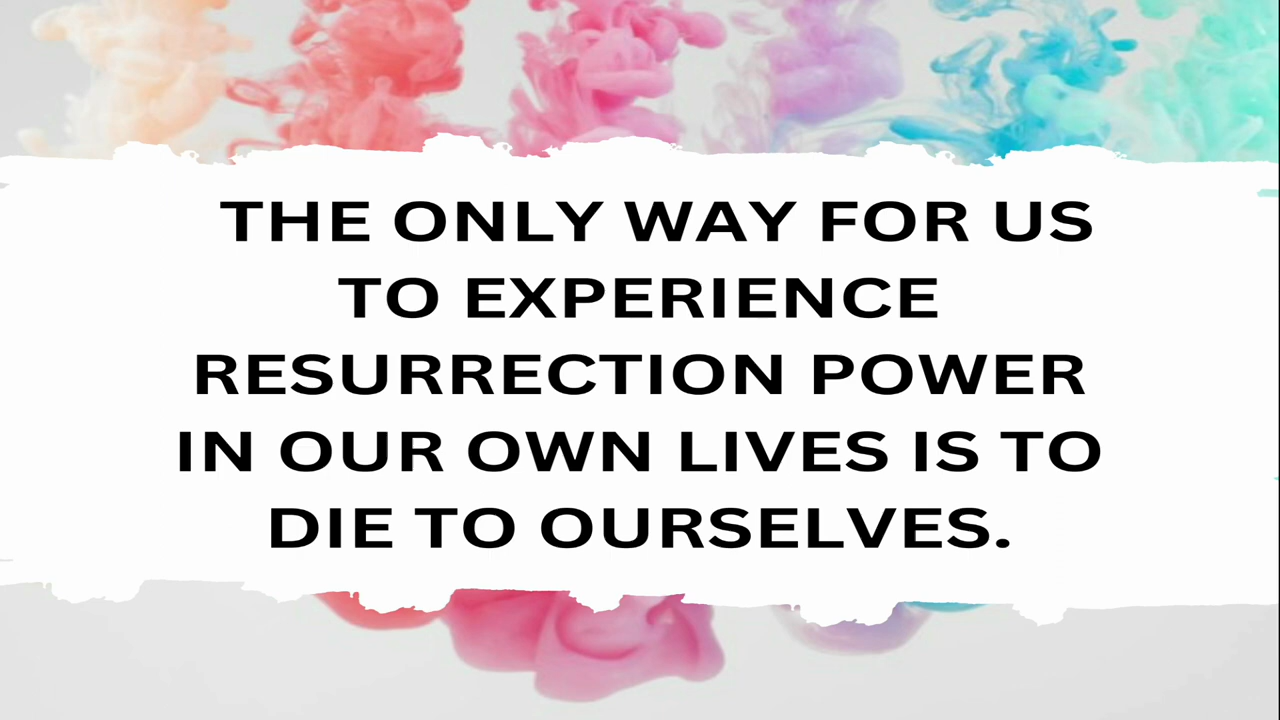 THE ONLY WAY FOR US
TO EXPERIENCE
RESURRECTION POWER
IN OUR OWN LIVES IS TO
DIE TO OURSELVES.